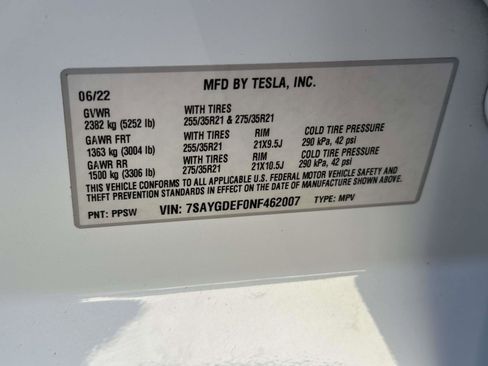 MFD BY TESLA, INC.
06/22
GVWR WITH TIRES
2382 kg (5252 lb) 255/35R21 & 275/35R21
GAWR FRT WITH TIRES RIM COLD TIRE PRESSURE
1363 kg (3004 lb) 255/35R21 21X9.5J 290 kPa, 42 psi
GAWR RR WITH TIRES RIM COLD TIRE PRESSURE
1500 kg (3306 lb) 275/35R21 21X10.5J 290 kPa, 42 psi
THIS VEHICLE CONFORMS TO ALL APPLICABLE U.S. FEDERAL MOTOR VEHICLE SAFETY AND
THEFT PREVENTION STANDARDS IN EFFECT ON THE DATE OF MANUFACTURE SHOWN ABOVE.
PNT: PPSW VIN: 7SAYGDEF0NF462007 TYPE: MPV